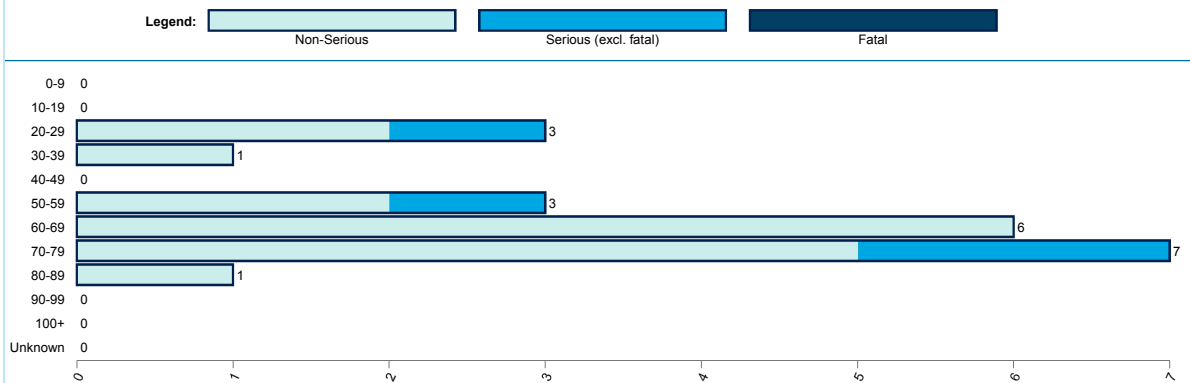 Legend:
Non-Serious Serious (excl. fatal) Fatal
0-9 0
10-19 0
20-29 3
30-39 1
40-49 0
50-59 3
60-69 6
70-79 7
80-89 1
90-99 0
100+ 0
Unknown 0
0 1 2 3 4 5 6 7